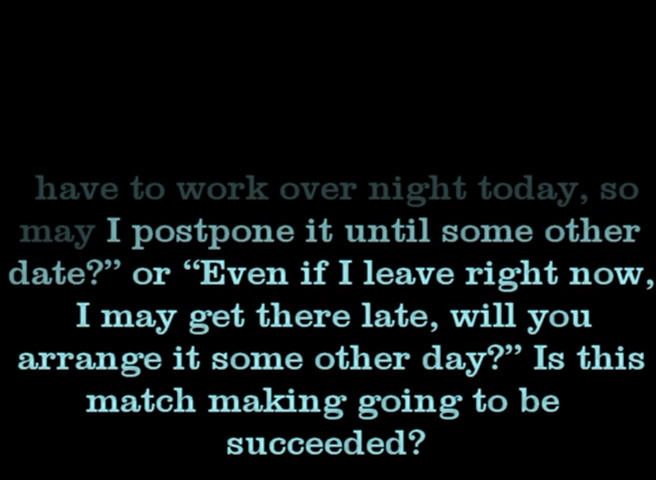 have to work over night today, so
may I postpone it until some other
date?” or “Even if I leave right now,
I may get there late, will you
arrange it some other day?” Is this
match making going to be
succeeded?